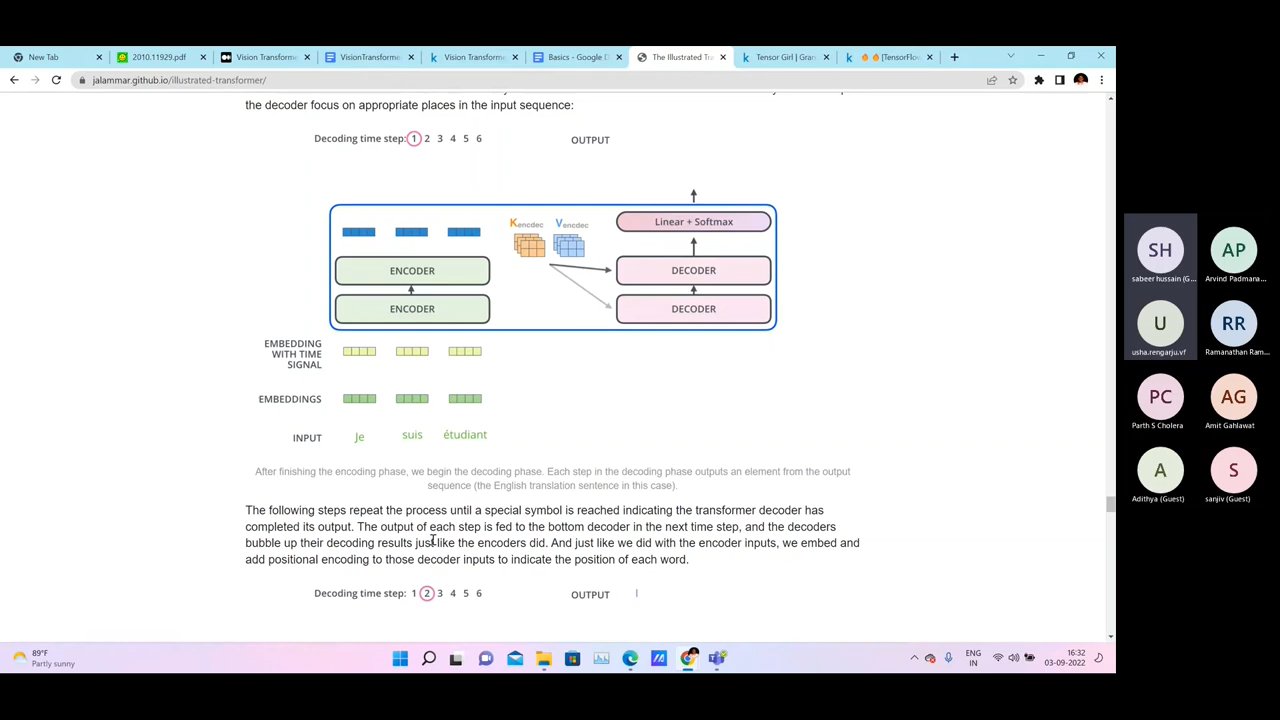 New Tab
2010.11929.pdf
Vision Transforme
VisionTransforme
Vision Transforme
Basics - Google D
The Illustrated Tr
Tensor Girl | Gran
[TensorFlow
jalammar.github.io/illustrated-transformer/
the decoder focus on appropriate places in the input sequence:
Decoding time step: 1 2 3 4 5 6
OUTPUT
Kencdec
Vencdec
Linear + Softmax
ENCODER
DECODER
ENCODER
DECODER
EMBEDDING
WITH TIME
SIGNAL
EMBEDDINGS
INPUT
Je
suis
étudiant
After finishing the encoding phase, we begin the decoding phase. Each step in the decoding phase outputs an element from the output
sequence (the English translation sentence in this case).
The following steps repeat the process until a special symbol is reached indicating the transformer decoder has
completed its output. The output of each step is fed to the bottom decoder in the next time step, and the decoders
bubble up their decoding results just like the encoders did. And just like we did with the encoder inputs, we embed and
add positional encoding to those decoder inputs to indicate the position of each word.
Decoding time step: 1 2 3 4 5 6
OUTPUT
I
89°F
Partly sunny
ENG
IN
16:32
03-09-2022
SH
sabeer hussain (G...
AP
Arvind Padmana...
U
usha.rengarju.vf
RR
Ramanathan Ram...
PC
Parth S Cholera
AG
Amit Gahlawat
A
Adithya (Guest)
S
sanjiv (Guest)